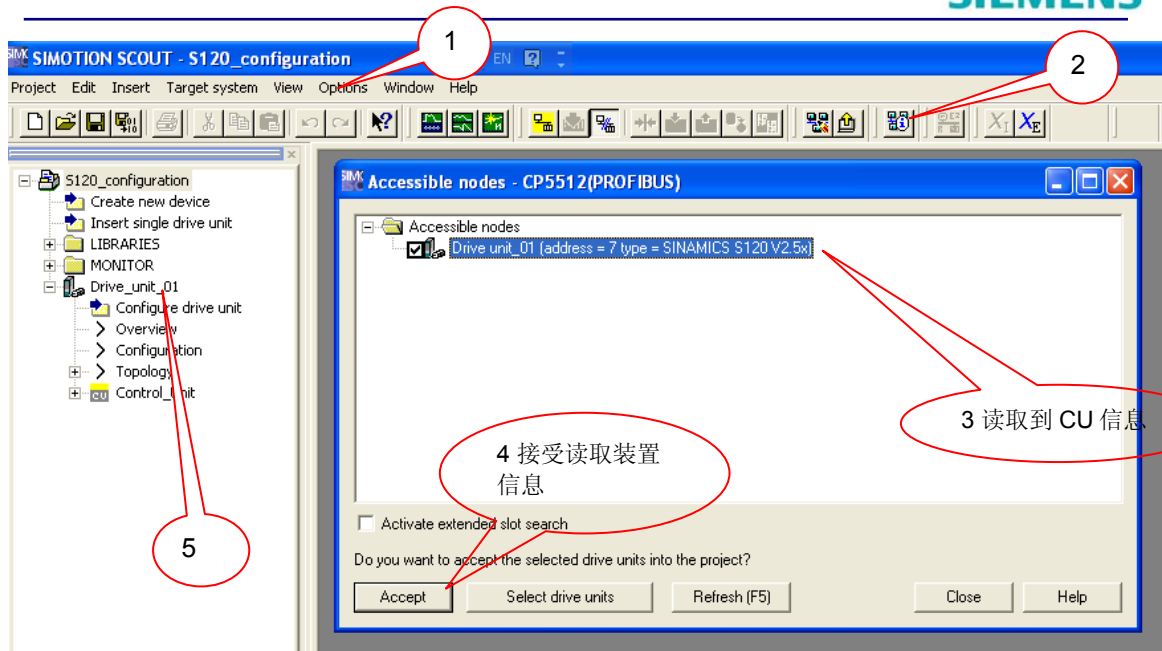 SIEMENS
SIMOTION SCOUT - S120_configuration
EN
1
2
Project Edit Insert Target system View Options Window Help
S120_configuration
Create new device
Insert single drive unit
LIBRARIES
MONITOR
Drive_unit_01
Configure drive unit
Overview
Configuration
Topology
Control_Unit
5
Accessible nodes - CP5512(PROFIBUS)
Accessible nodes
Drive unit_01 (address = 7 type = SINAMICS S120 V2.5x)
3 读取到 CU 信息
4 接受读取装置
信息
Activate extended slot search
Do you want to accept the selected drive units into the project?
Accept Select drive units Refresh (F5) Close Help